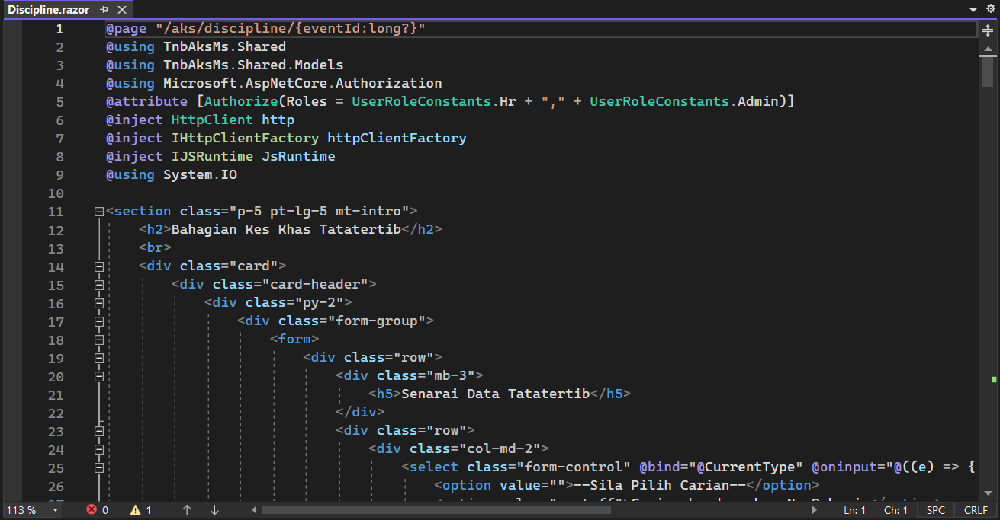 Discipline.razor
1 @page "/aks/discipline/{eventId:long?}"
2 @using TnbAksMs.Shared
3 @using TnbAksMs.Shared.Models
4 @using Microsoft.AspNetCore.Authorization
5 @attribute [Authorize(Roles = UserRoleConstants.Hr + "," + UserRoleConstants.Admin)]
6 @inject HttpClient http
7 @inject IHttpClientFactory httpClientFactory
8 @inject IJSRuntime JsRuntime
9 @using System.IO
10
11 <section class="p-5 pt-lg-5 mt-intro">
12 <h2>Bahagian Kes Khas Tatatertib</h2>
13 <br>
14 <div class="card">
15 <div class="card-header">
16 <div class="py-2">
17 <div class="form-group">
18 <form>
19 <div class="row">
20 <div class="mb-3">
21 <h5>Senarai Data Tatatertib</h5>
22 </div>
23 <div class="row">
24 <div class="col-md-2">
25 <select class="form-control" @bind="@CurrentType" @oninput="@((e) => {
26 <option value="">--Sila Pilih Carian--</option>
113 % 0 1 Ln: 1 Ch: 1 SPC CRLF